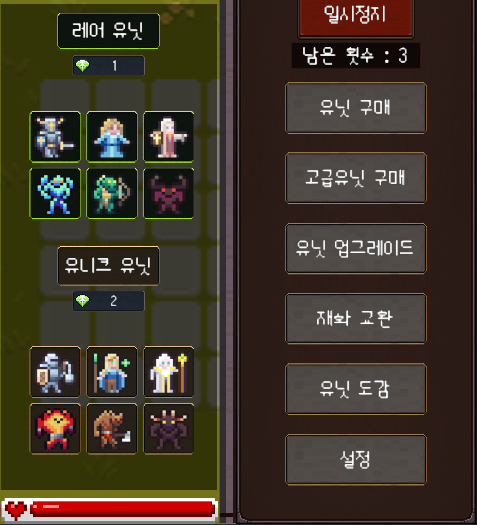 레어 유닛
1
유니크 유닛
2
일시정지
남은 횟수 : 3
유닛 구매
고급유닛 구매
유닛 업그레이드
재화 교환
유닛 도감
설정